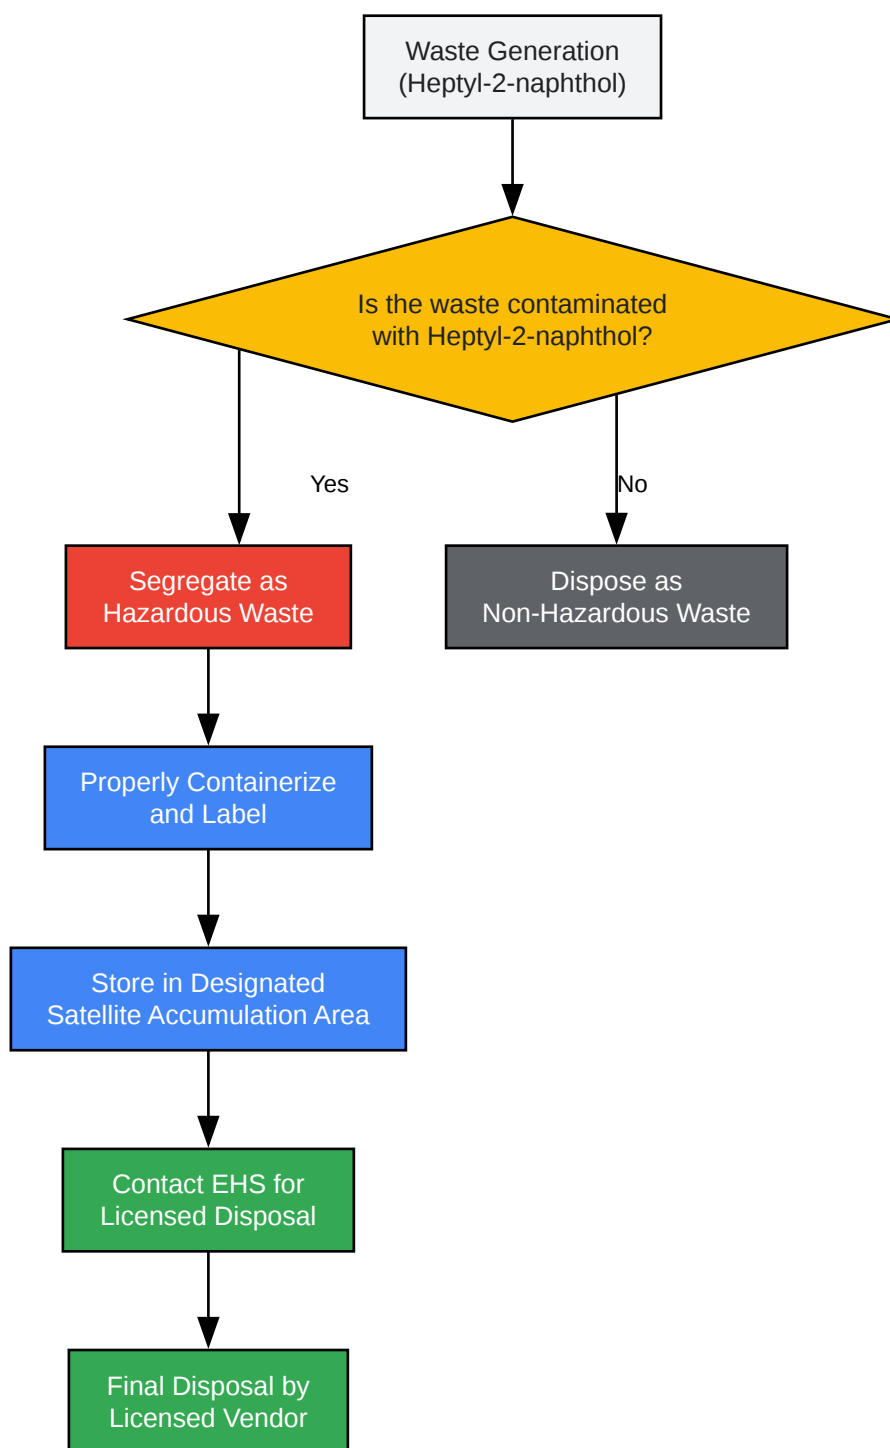 Waste Generation
(Heptyl-2-naphthol)
Is the waste contaminated
with Heptyl-2-naphthol?
Yes
No
Segregate as
Hazardous Waste
Dispose as
Non-Hazardous Waste
Properly Containerize
and Label
Store in Designated
Satellite Accumulation Area
Contact EHS for
Licensed Disposal
Final Disposal by
Licensed Vendor